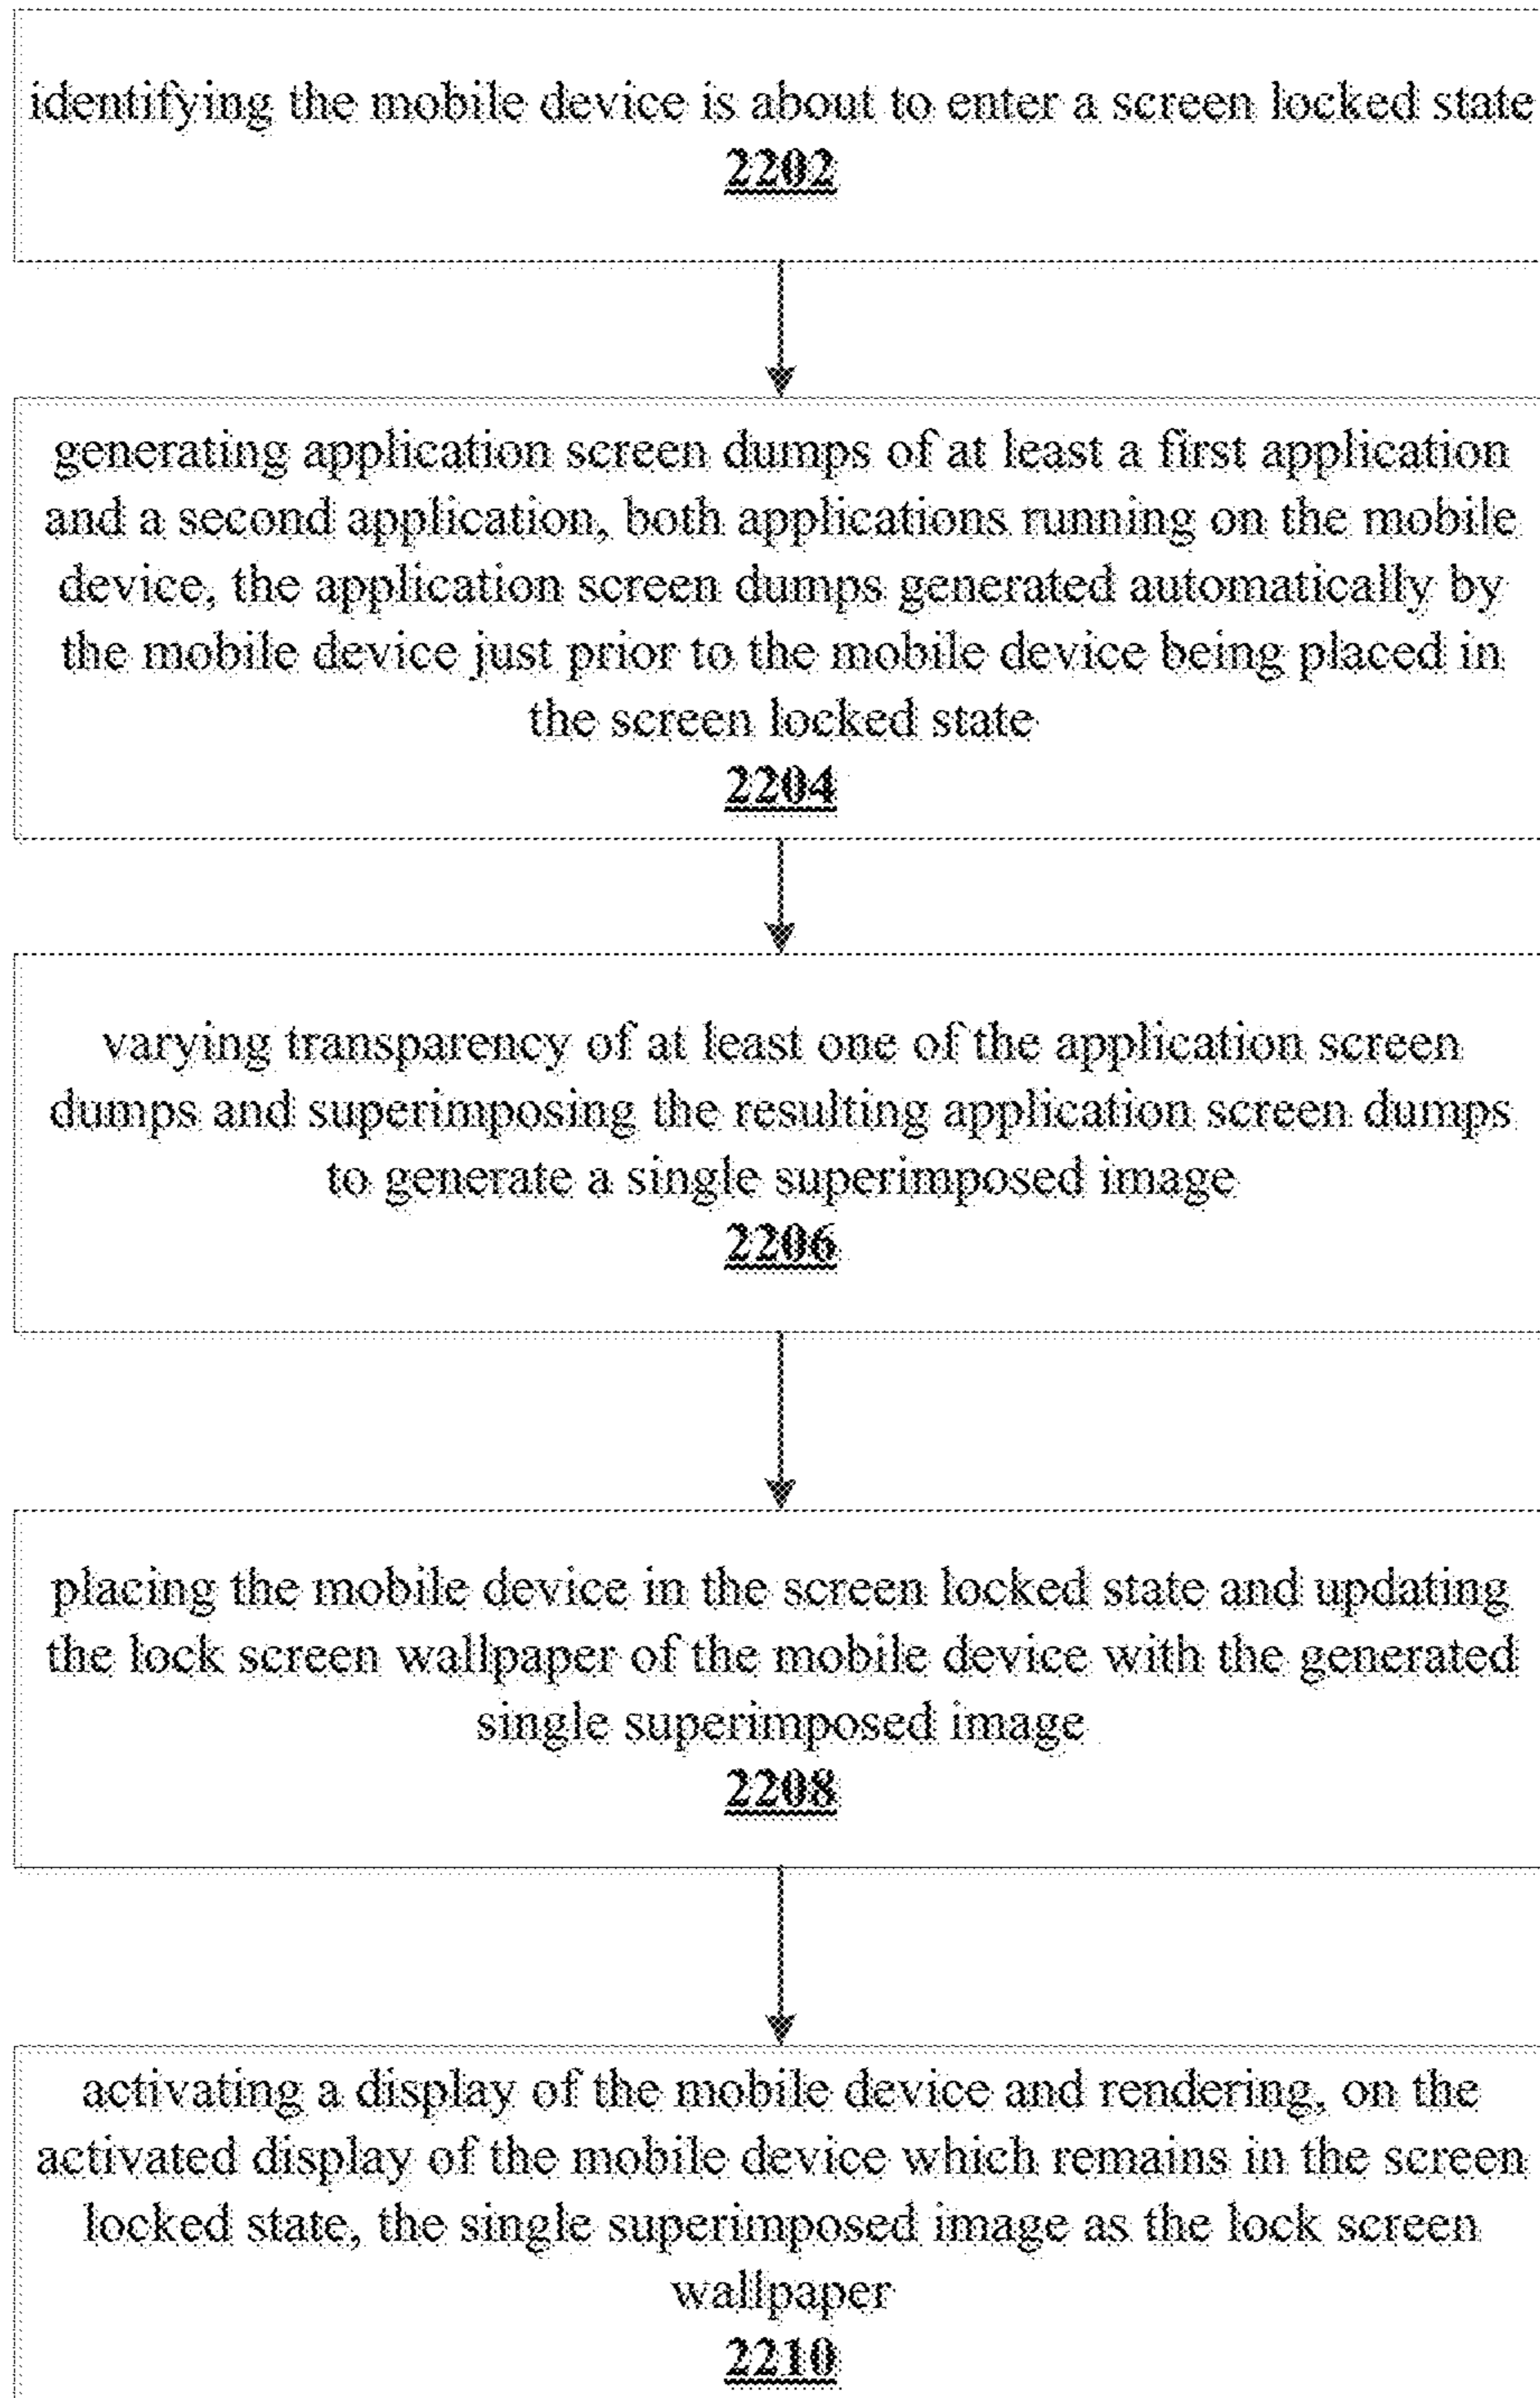 identifying the mobile device is about to enter a screen locked state
2202
generating application screen dumps of at least a first application
and a second application, both applications running on the mobile
device, the application screen dumps generated automatically by
the mobile device just prior to the mobile device being placed in
the screen locked state
2204
varying transparency of at least one of the application screen
dumps and superimposing the resulting application screen dumps
to generate a single superimposed image
2206
placing the mobile device in the screen locked state and updating
the lock screen wallpaper of the mobile device with the generated
single superimposed image
2208
activating a display of the mobile device and rendering, on the
activated display of the mobile device which remains in the screen
locked state, the single superimposed image as the lock screen
wallpaper
2210